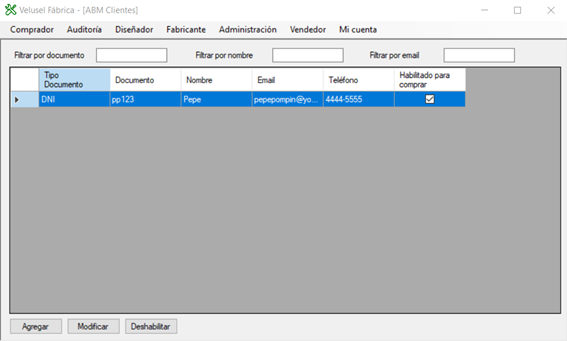 Velusel Fábrica - [ABM Clientes]
Comprador Auditoría Diseñador Fabricante Administración Vendedor Mi cuenta
Filtrar por documento Filtrar por nombre Filtrar por email
Tipo Documento Documento Nombre Email Teléfono Habilitado para comprar
DNI pp123 Pepe pepepompin@yo... 4444-5555
Agregar Modificar Deshabilitar